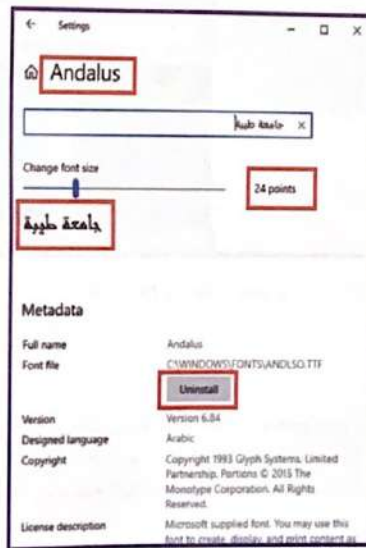 ← Settings – □ ×
Andalus
جامعة طيبة ×
Change font size
24 points
جامعة طيبة
Metadata
Full name Andalus
Font file C:\WINDOWS\FONTS\ANDLSO.TTF
Uninstall
Version Version 6.84
Designed language Arabic
Copyright Copyright 1993 Glyph Systems, Limited
Partnership. Portions © 2015 The
Monotype Corporation. All Rights
Reserved.
License description Microsoft supplied font. You may use this
font to create, display, and print consent as